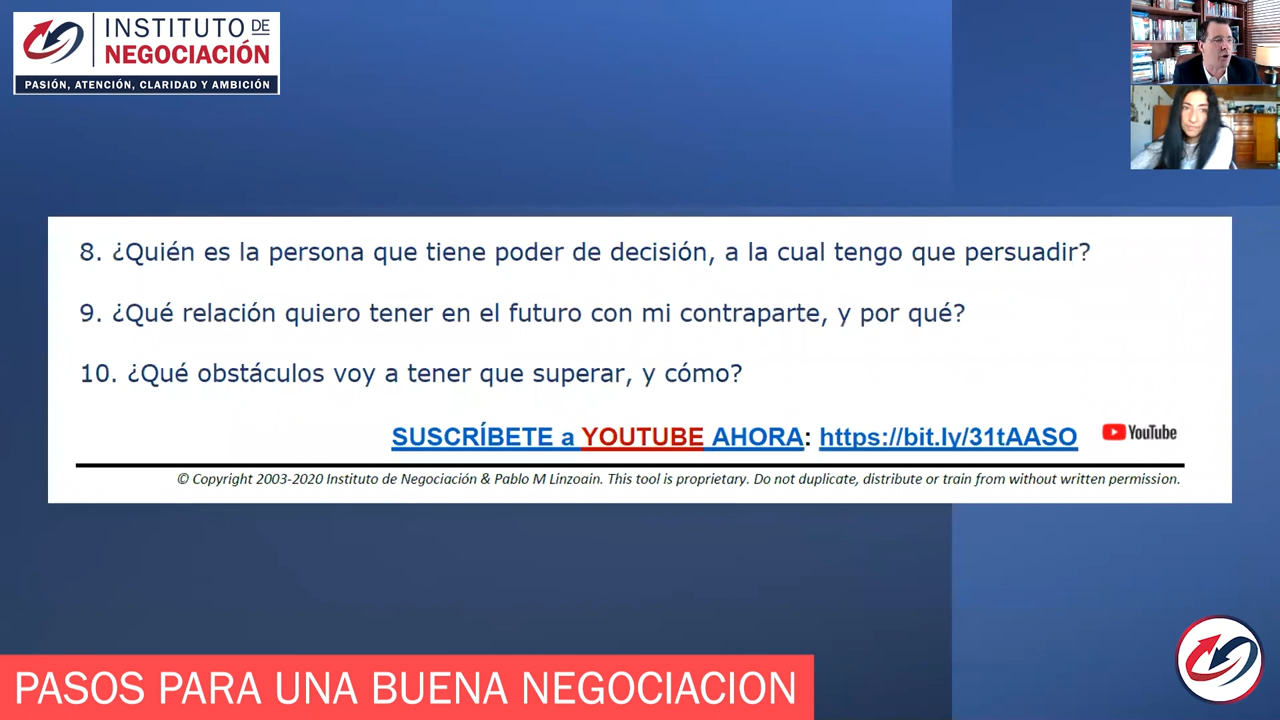 INSTITUTO DE
NEGOCIACIÓN
PASIÓN, ATENCIÓN, CLARIDAD Y AMBICIÓN
8. ¿Quién es la persona que tiene poder de decisión, a la cual tengo que persuadir?
9. ¿Qué relación quiero tener en el futuro con mi contraparte, y por qué?
10. ¿Qué obstáculos voy a tener que superar, y cómo?
SUSCRÍBETE a YOUTUBE AHORA: https://bit.ly/31tAASO YouTube
© Copyright 2003-2020 Instituto de Negociación & Pablo M Linzoain. This tool is proprietary. Do not duplicate, distribute or train from without written permission.
PASOS PARA UNA BUENA NEGOCIACION